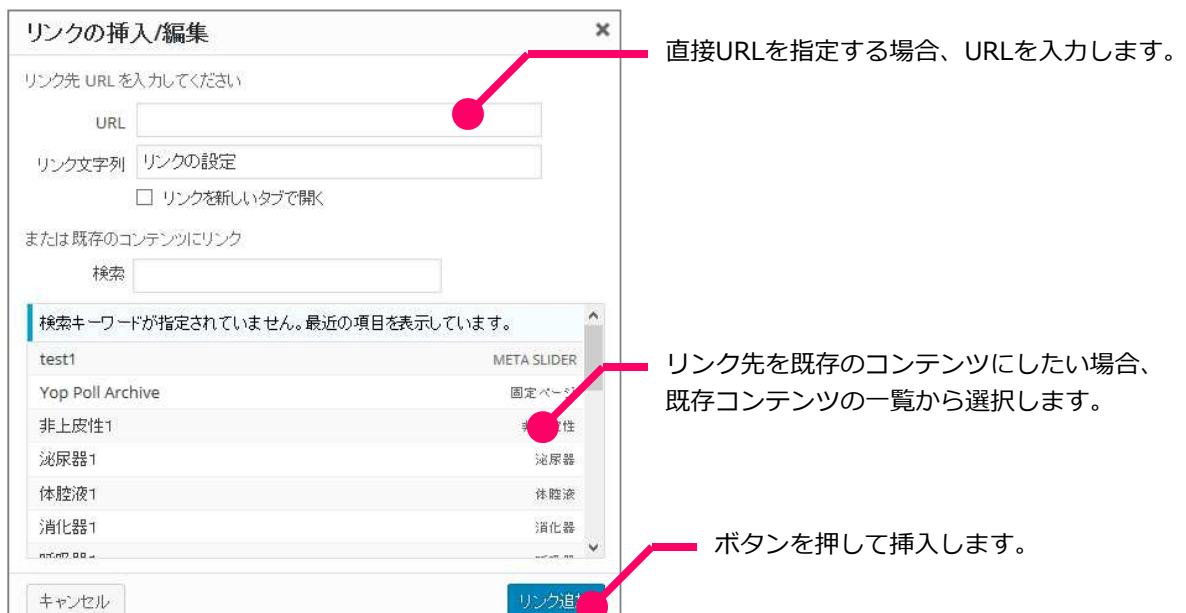 リンクの挿入/編集
直接URLを指定する場合、URLを入力します。
リンク先 URL を入力してください
URL
リンク文字列 リンクの設定
リンクを新しいタブで開く
または既存のコンテンツにリンク
検索
検索キーワードが指定されていません。最近の項目を表示しています。
test1 META SLIDER
リンク先を既存のコンテンツにしたい場合、
既存コンテンツの一覧から選択します。
Yop Poll Archive 固定ページ
非上皮性1
泌尿器1 泌尿器
体腔液1 体腔液
消化器1 消化器
ボタンを押して挿入します。
キャンセル リンク追